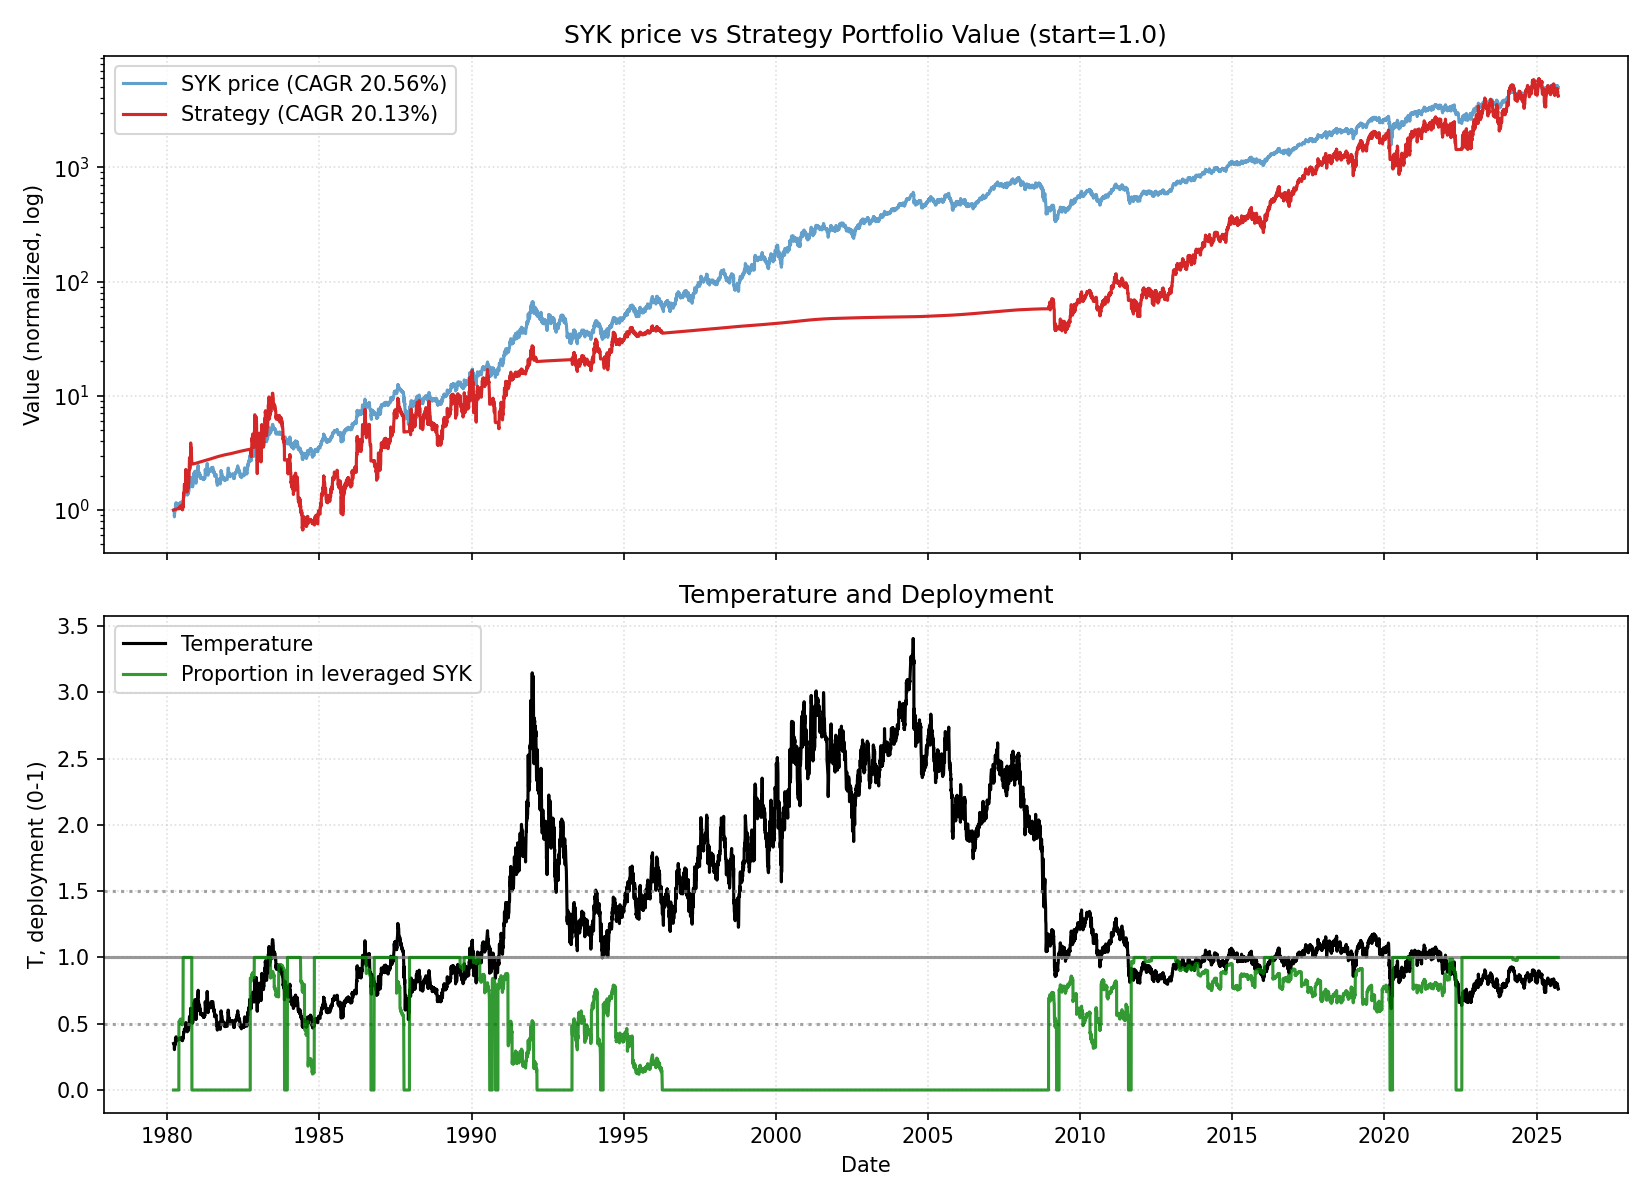 SYK price vs Strategy Portfolio Value (start=1.0)
SYK price (CAGR 20.56%)
Strategy (CAGR 20.13%)
Value (normalized, log)
10³
10²
10¹
10⁰
Temperature and Deployment
Temperature
Proportion in leveraged SYK
T, deployment (0-1)
3.5
3.0
2.5
2.0
1.5
1.0
0.5
0.0
1980 1985 1990 1995 2000 2005 2010 2015 2020 2025
Date